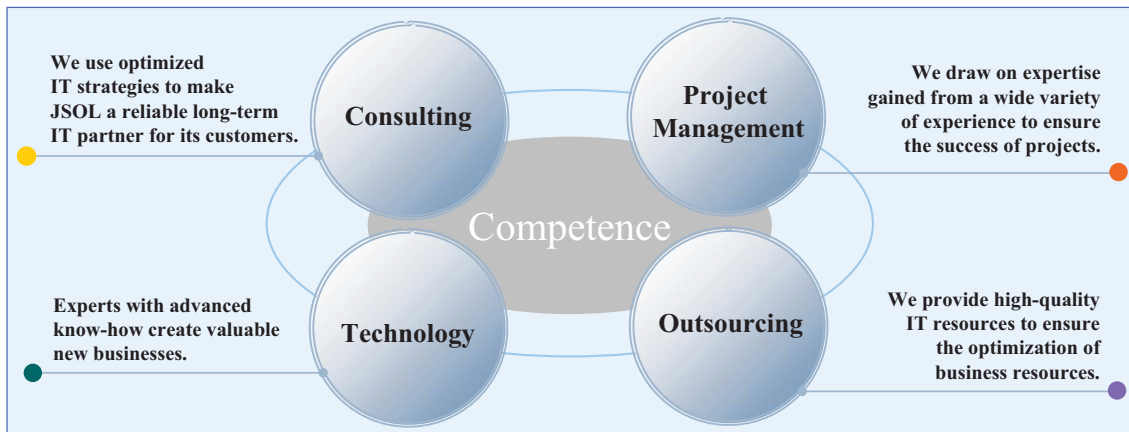 We use optimized
IT strategies to make
JSOL a reliable long-term
IT partner for its customers.
Consulting
Project
Management
We draw on expertise
gained from a wide variety
of experience to ensure
the success of projects.
Competence
Experts with advanced
know-how create valuable
new businesses.
Technology
Outsourcing
We provide high-quality
IT resources to ensure
the optimization of
business resources.